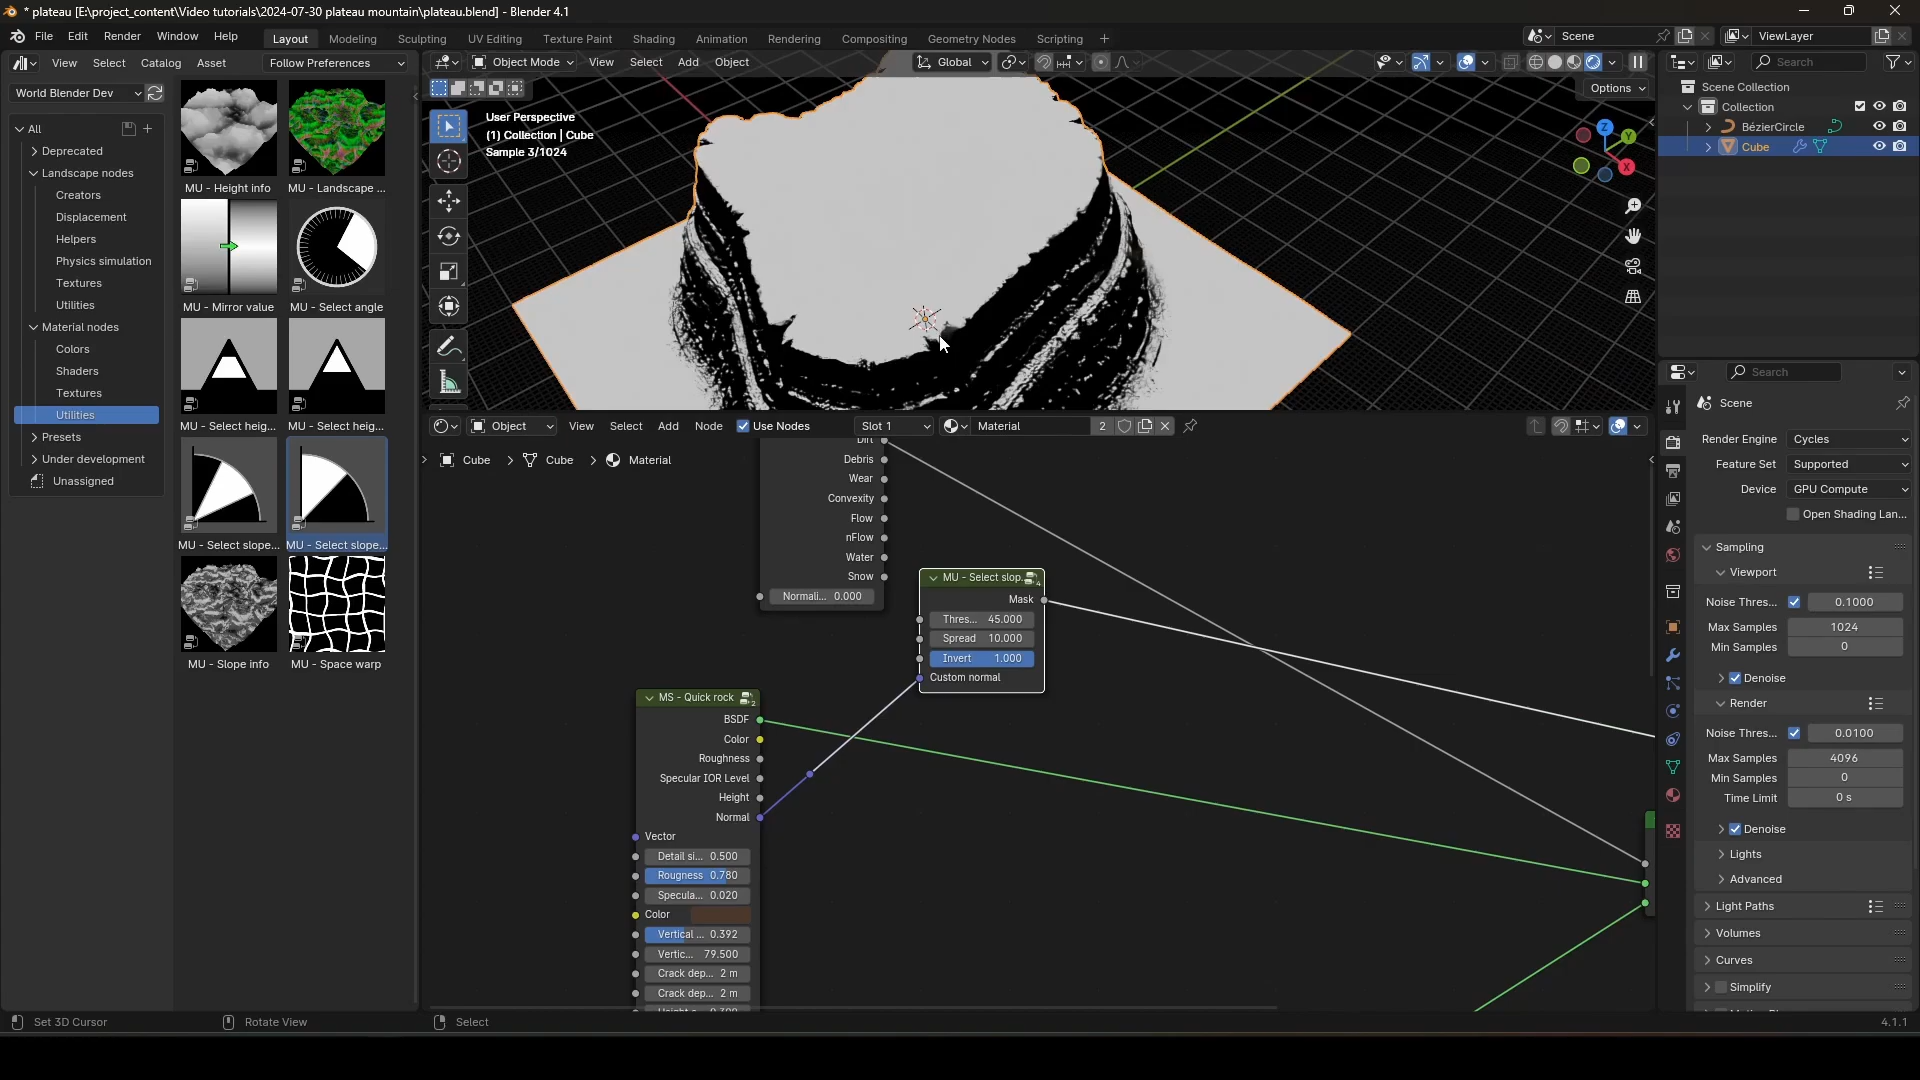 * plateau [E:\project_content\Video tutorials\2024-07-30 plateau mountain\plateau.blend] - Blender 4.1
File Edit Render Window Help
Layout Modeling Sculpting UV Editing Texture Paint Shading Animation Rendering Compositing Geometry Nodes Scripting +
Scene
ViewLayer
View Select Catalog Asset
Follow Preferences
World Blender Dev
All
Deprecated
Landscape nodes
Creators
Displacement
Helpers
Physics simulation
Textures
Utilities
Material nodes
Colors
Shaders
Textures
Utilities
Presets
Under development
Unassigned
MU - Height info
MU - Landscape ...
MU - Mirror value
MU - Select angle
MU - Select heig...
MU - Select heig...
MU - Select slope...
MU - Select slope...
MU - Slope info
MU - Space warp
Object Mode View Select Add Object
Global
Options
User Perspective
(1) Collection | Cube
Sample 3/1024
Z
Y
X
Object View Select Add Node Use Nodes Slot 1 Material 2
Cube > Cube > Material
Dirt
Debris
Wear
Convexity
Flow
nFlow
Water
Snow
Normali... 0.000
MU - Select slop... 4
Mask
Thres... 45.000
Spread 10.000
Invert 1.000
Custom normal
MS - Quick rock 2
BSDF
Color
Roughness
Specular IOR Level
Height
Normal
Vector
Detail si... 0.500
Rougness 0.780
Specula... 0.020
Color
Vertical ... 0.392
Vertic... 79.500
Crack dep... 2 m
Crack dep... 2 m
Search
Scene Collection
Collection
BézierCircle
Cube
Search
Scene
Render Engine Cycles
Feature Set Supported
Device GPU Compute
Open Shading Lan...
Sampling
Viewport
Noise Thres... 0.1000
Max Samples 1024
Min Samples 0
Denoise
Render
Noise Thres... 0.0100
Max Samples 4096
Min Samples 0
Time Limit 0 s
Denoise
Lights
Advanced
Light Paths
Volumes
Curves
Simplify
Set 3D Cursor
Rotate View
Select
4.1.1